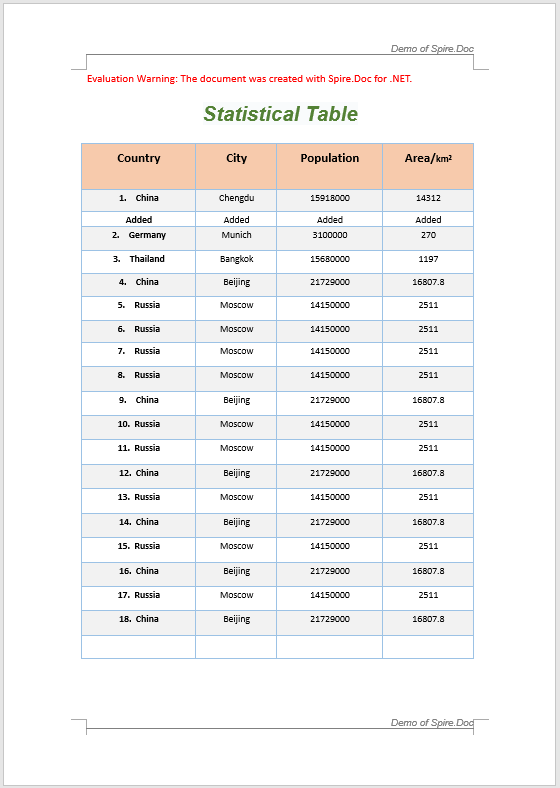 Demo of Spire.Doc
Evaluation Warning: The document was created with Spire.Doc for .NET.
Statistical Table
Country City Population Area/km²
1. China Chengdu 15918000 14312
Added Added Added Added
2. Germany Munich 3100000 270
3. Thailand Bangkok 15680000 1197
4. China Beijing 21729000 16807.8
5. Russia Moscow 14150000 2511
6. Russia Moscow 14150000 2511
7. Russia Moscow 14150000 2511
8. Russia Moscow 14150000 2511
9. China Beijing 21729000 16807.8
10. Russia Moscow 14150000 2511
11. Russia Moscow 14150000 2511
12. China Beijing 21729000 16807.8
13. Russia Moscow 14150000 2511
14. China Beijing 21729000 16807.8
15. Russia Moscow 14150000 2511
16. China Beijing 21729000 16807.8
17. Russia Moscow 14150000 2511
18. China Beijing 21729000 16807.8
Demo of Spire.Doc